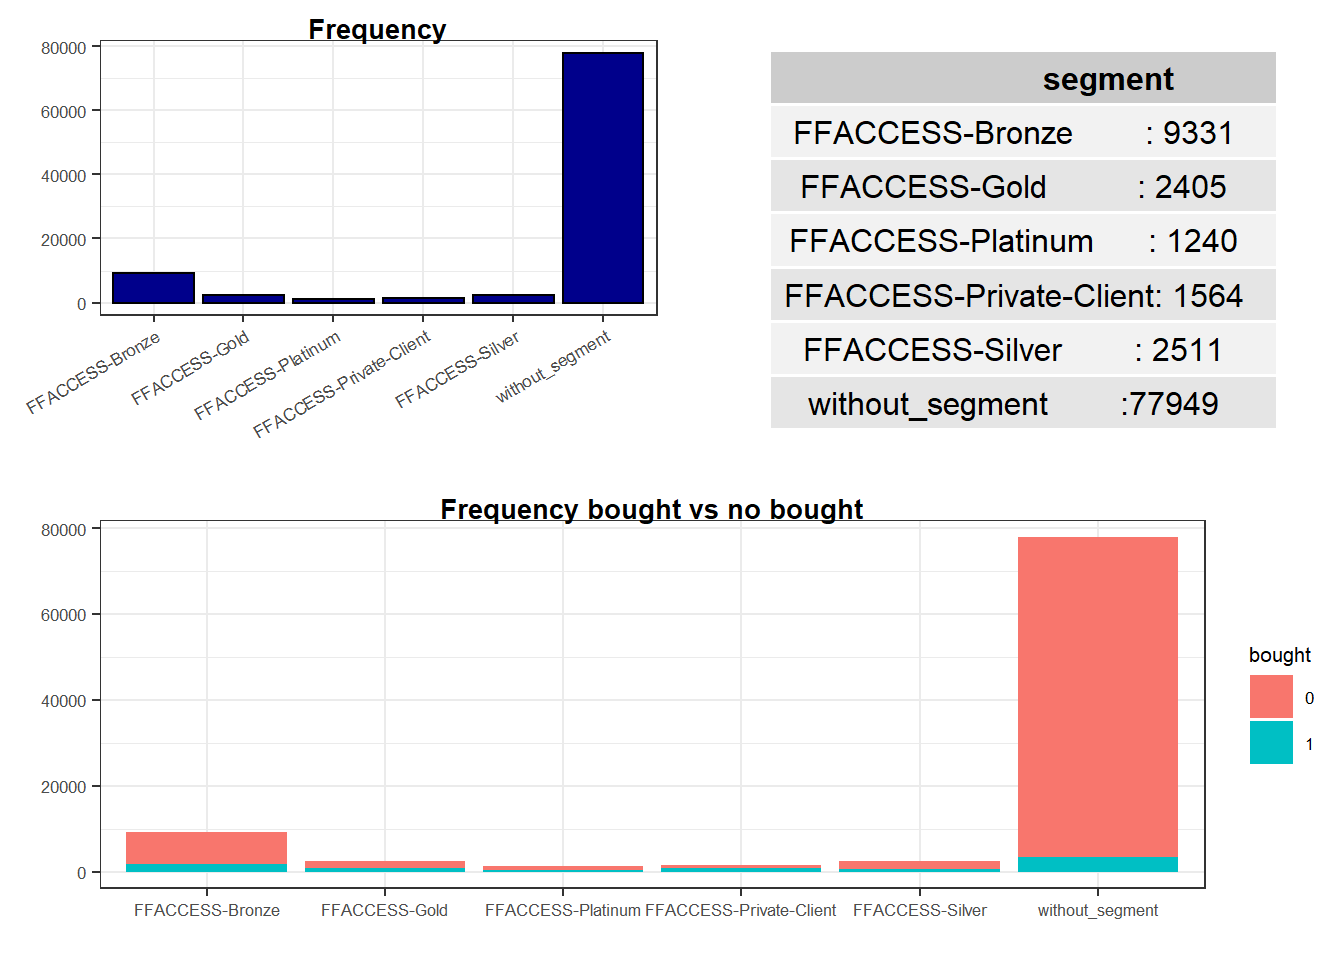 Frequency
80000
60000
40000
20000
0
FFACCESS-Bronze
FFACCESS-Gold
FFACCESS-Platinum
FFACCESS-Private-Client
FFACCESS-Silver
without_segment
segment
FFACCESS-Bronze : 9331
FFACCESS-Gold : 2405
FFACCESS-Platinum : 1240
FFACCESS-Private-Client: 1564
FFACCESS-Silver : 2511
without_segment :77949
Frequency bought vs no bought
80000
60000
40000
20000
0
FFACCESS-Bronze
FFACCESS-Gold
FFACCESS-Platinum
FFACCESS-Private-Client
FFACCESS-Silver
without_segment
bought
0
1